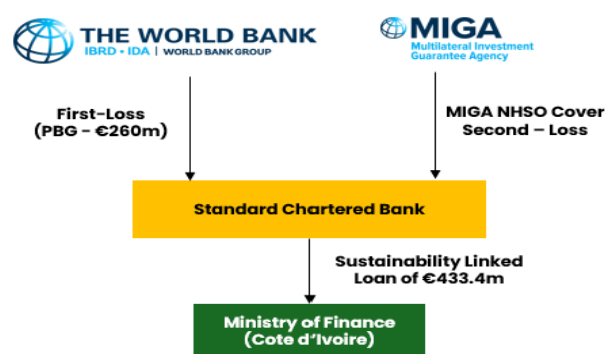 THE WORLD BANK
IBRD • IDA | WORLD BANK GROUP
MIGA
Multilateral Investment
Guarantee Agency
First-Loss
(PBG - €260m)
MIGA NHSO Cover
Second – Loss
Standard Chartered Bank
Sustainability Linked
Loan of €433.4m
Ministry of Finance
(Cote d’Ivoire)